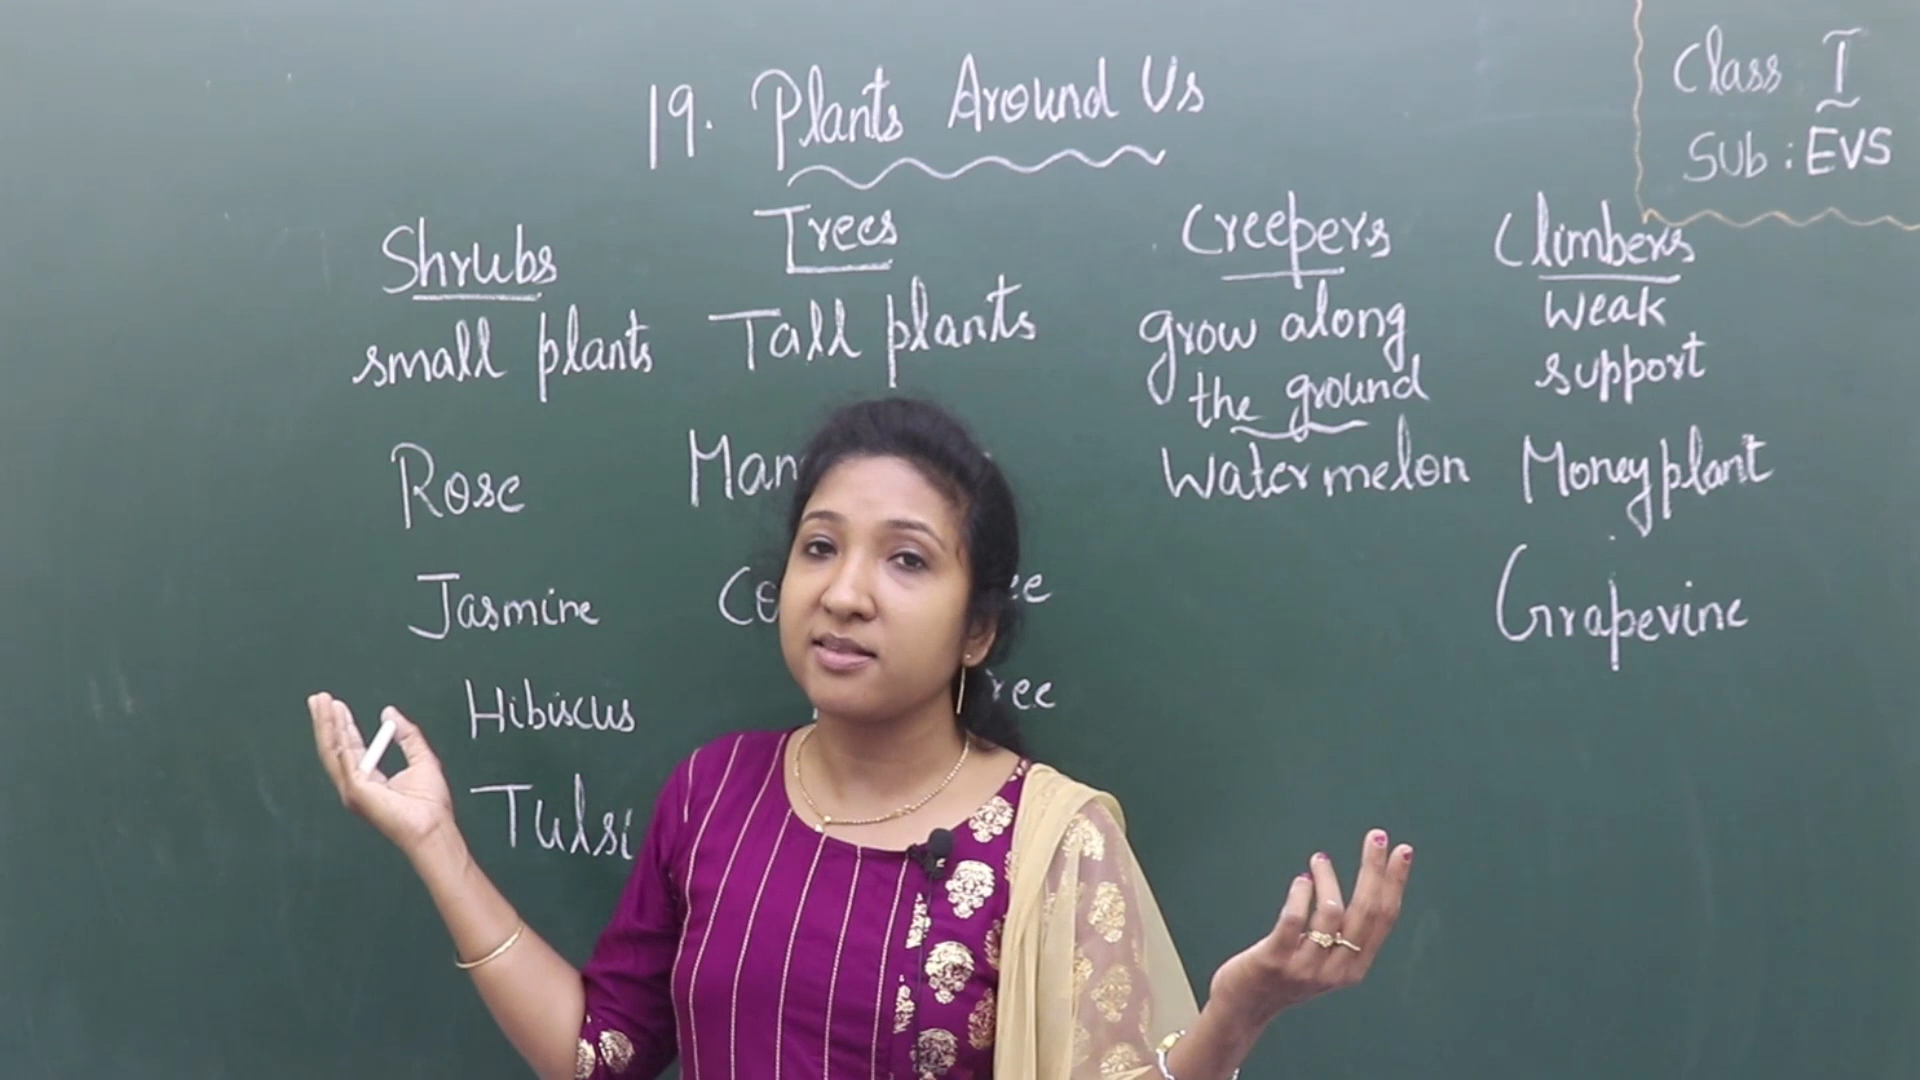 19. Plants Around Us
Class I
Sub : EVS
Shrubs
small plants
Rose
Jasmine
Hibiscus
Tulsi
Trees
Tall plants
Creepers
grow along
the ground
Watermelon
Climbers
weak
support
Money plant
Grapevine